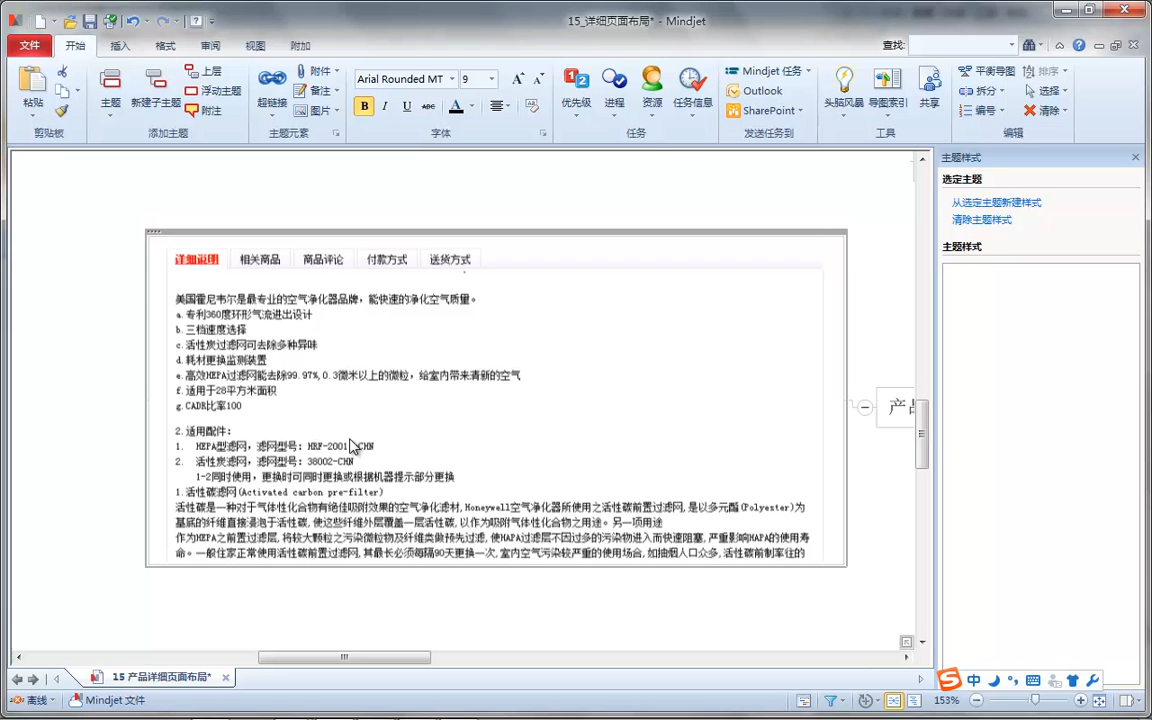 15_详细页面布局* - Mindjet
文件 开始 插入 格式 审阅 视图 附加 查找:
粘贴 主题 新建子主题 上层 浮动主题 附注 超链接 附件 备注 图片 Arial Rounded MT 9 B I U ABC A 优先级 进程 资源 任务信息 Mindjet 任务 Outlook SharePoint 头脑风暴 导图索引 共享 平衡导图 排序 拆分 选择 编号 清除
剪贴板 添加主题 主题元素 字体 任务 发送任务到 工具 编辑
主题样式
选定主题
从选定主题新建样式
清除主题样式
主题样式
详细说明 相关商品 商品评论 付款方式 送货方式
美国霍尼韦尔是最专业的空气净化器品牌，能快速的净化空气质量。
a.专利360度环形气流进出设计
b.三档速度选择
c.活性炭过滤网可去除多种异味
d.耗材更换监测装置
e.高效HEPA过滤网能去除99.97%,0.3微米以上的微粒，给室内带来清新的空气
f.适用于28平方米面积
g.CADR比率100
2.适用配件:
1. HEPA型滤网，滤网型号: HRF-2001 CHN
2. 活性炭滤网，滤网型号: 38002-CHN
1-2同时使用，更换时可同时更换或根据机器提示部分更换
1.活性碳滤网(Activated carbon pre-filter)
活性碳是一种对于气体性化合物有绝佳吸附效果的空气净化滤材,Honeywell空气净化器所使用之活性碳前置过滤网,是以多元酯(Polyester)为
基底的纤维直接浸泡于活性碳,使这些纤维外层覆盖一层活性碳,以作为吸附气体性化合物之用途。另一项用途
作为HEPA之前置过滤层,将较大颗粒之污染微粒物及纤维类做预先过滤,使HAPA过滤层不因过多的污染物进入而快速阻塞,严重影响HAPA的使用寿
命。一般住家正常使用活性碳前置过滤网,其最长必须每隔90天更换一次,室内空气污染较严重的使用场合,如抽烟人口众多,活性碳前制率往的
产
15 产品详细页面布局*
中
离线 Mindjet 文件 153%